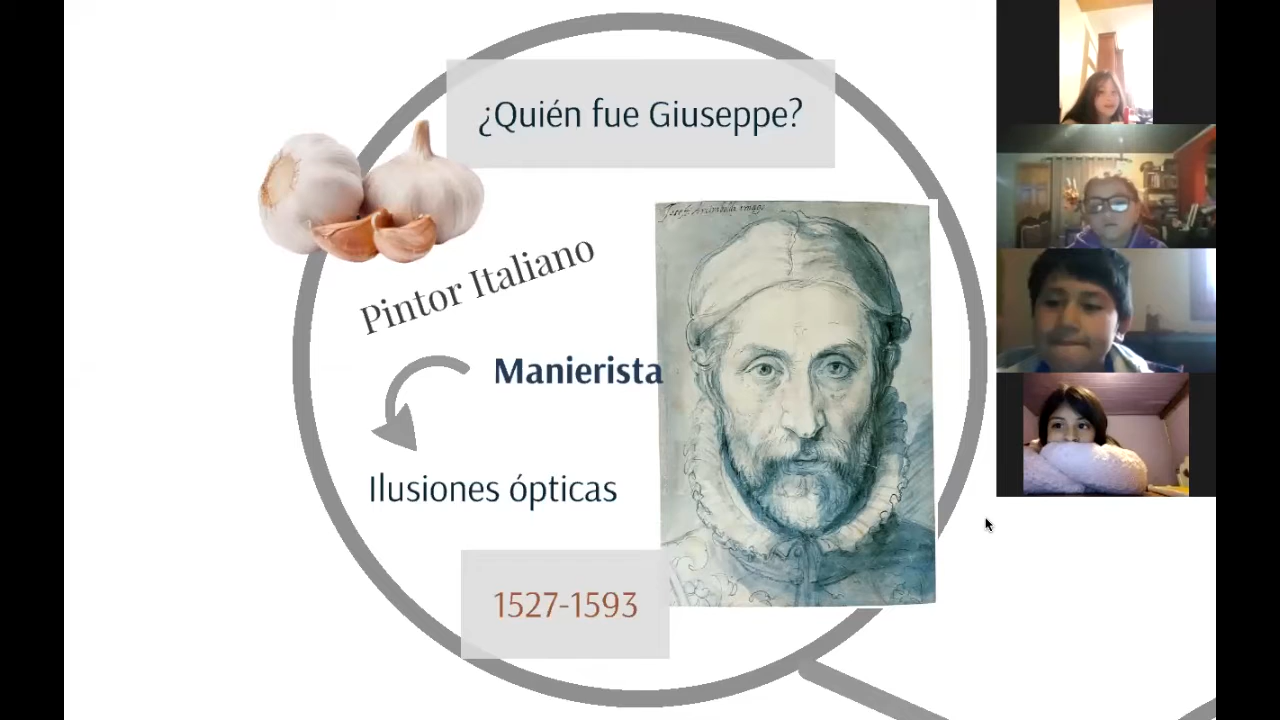 ¿Quién fue Giuseppe?
Pintor Italiano
Manierista
Ilusiones ópticas
1527-1593